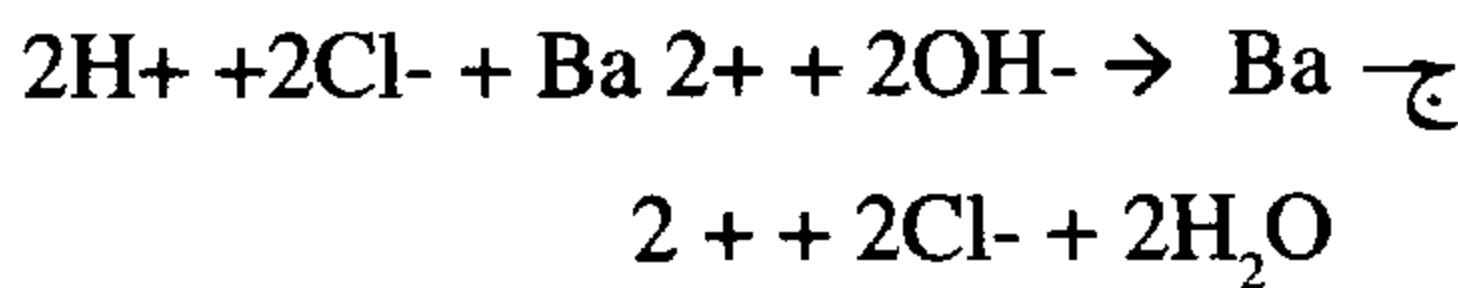 ج‍ـ 2H+ +2Cl- + Ba 2+ + 2OH- → Ba
2 + + 2Cl- + 2H₂O